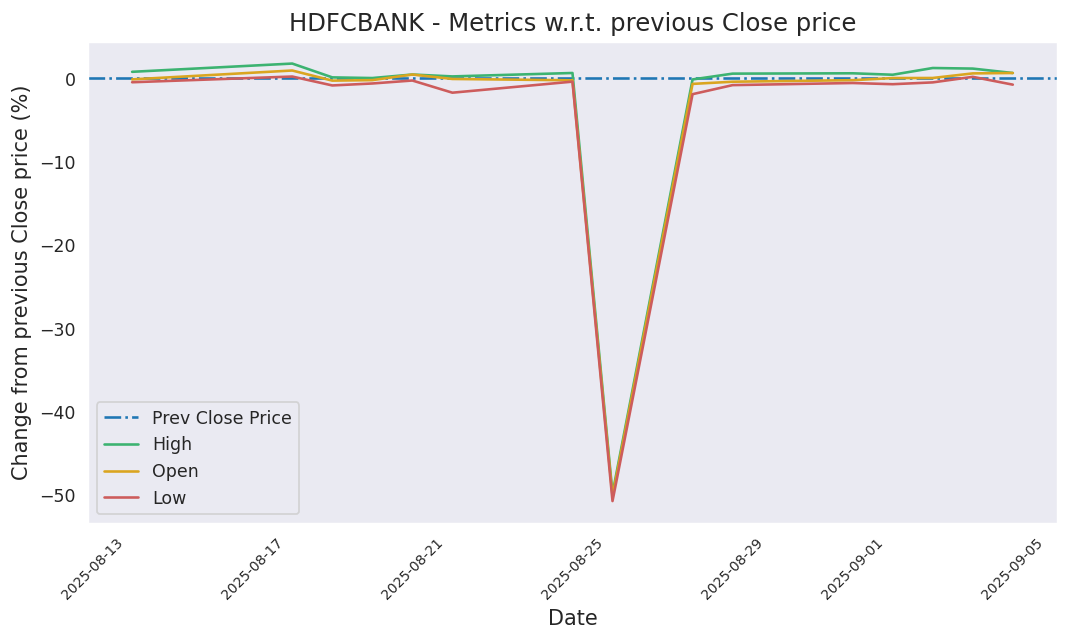 HDFCBANK - Metrics w.r.t. previous Close price
Change from previous Close price (%)
0
−10
−20
−30
−40
−50
Prev Close Price
High
Open
Low
2025-08-13
2025-08-17
2025-08-21
2025-08-25
2025-08-29
2025-09-01
2025-09-05
Date